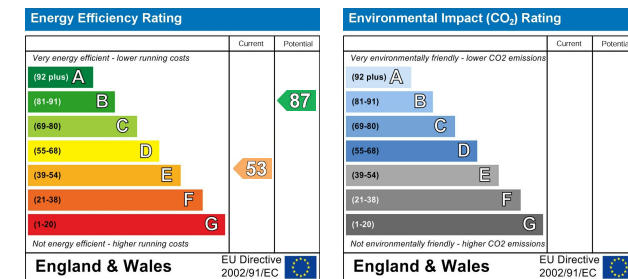 Energy Efficiency Rating
Current Potential
Very energy efficient - lower running costs
(92 plus) A
(81-91) B
87
(69-80) C
(55-68) D
(39-54) E
53
(21-38) F
(1-20) G
Not energy efficient - higher running costs
England & Wales
EU Directive
2002/91/EC
Environmental Impact (CO2) Rating
Current Potential
Very environmentally friendly - lower CO2 emissions
(92 plus) A
(81-91) B
(69-80) C
(55-68) D
(39-54) E
(21-38) F
(1-20) G
Not environmentally friendly - higher CO2 emissions
England & Wales
EU Directive
2002/91/EC